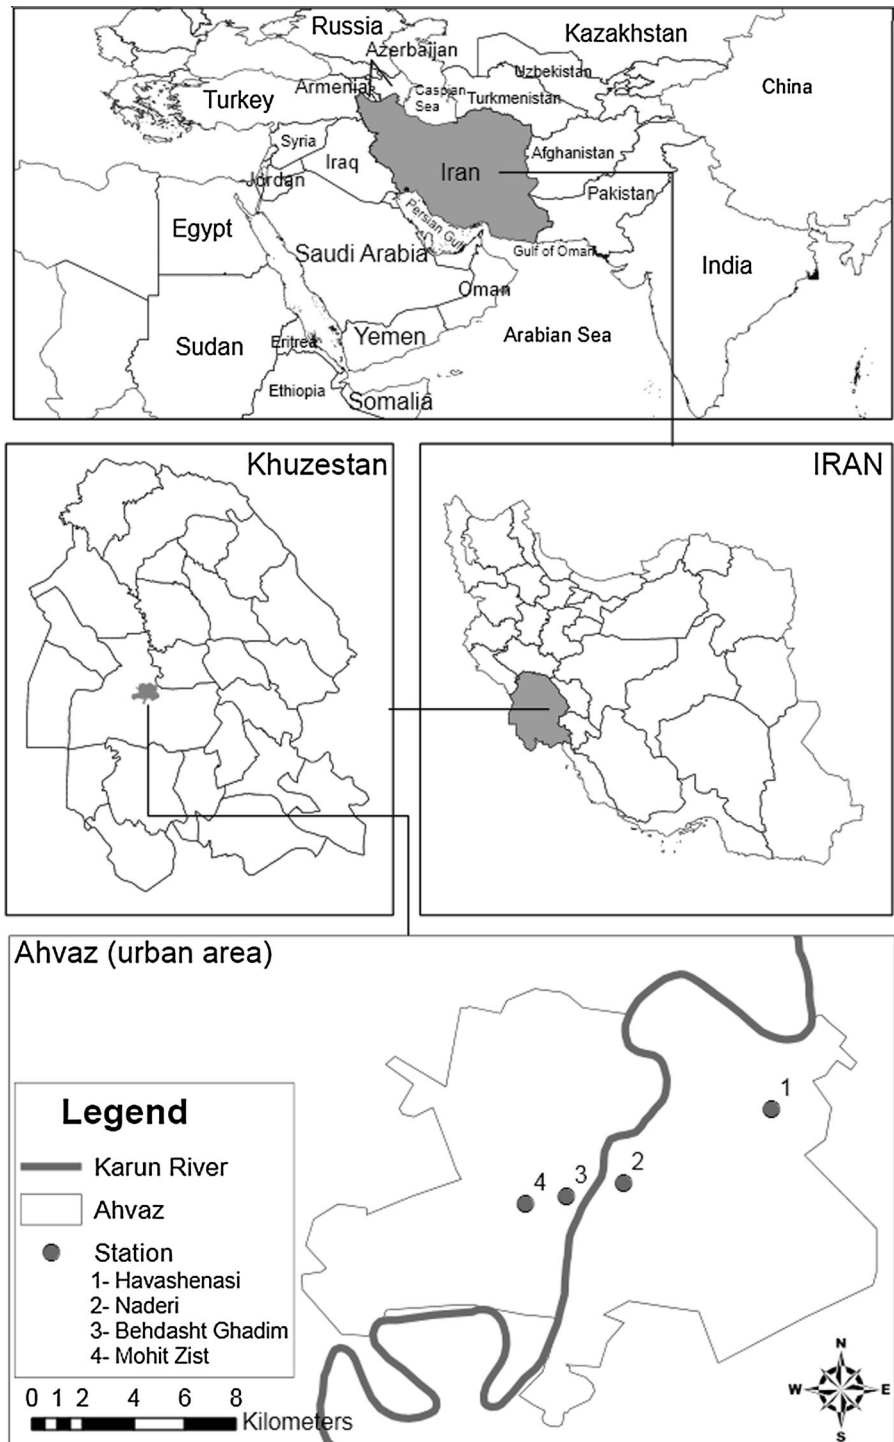 Russia
Kazakhstan
Azerbaijan
Uzbekistan
Armenia
Caspian
Sea
Turkmenistan
China
Turkey
Syria
Iraq
Iran
Afghanistan
Jordan
Pakistan
Egypt
Persian Gulf
Saudi Arabia
Gulf of Oman
India
Oman
Sudan
Eritrea
Yemen
Arabian Sea
Ethiopia
Somalia
Khuzestan
IRAN
Ahvaz (urban area)
1
2
3
4
Legend
Karun River
Ahvaz
Station
1- Havashenasi
2- Naderi
3- Behdasht Ghadim
4- Mohit Zist
0 1 2 4 6 8
Kilometers
N
W E
S